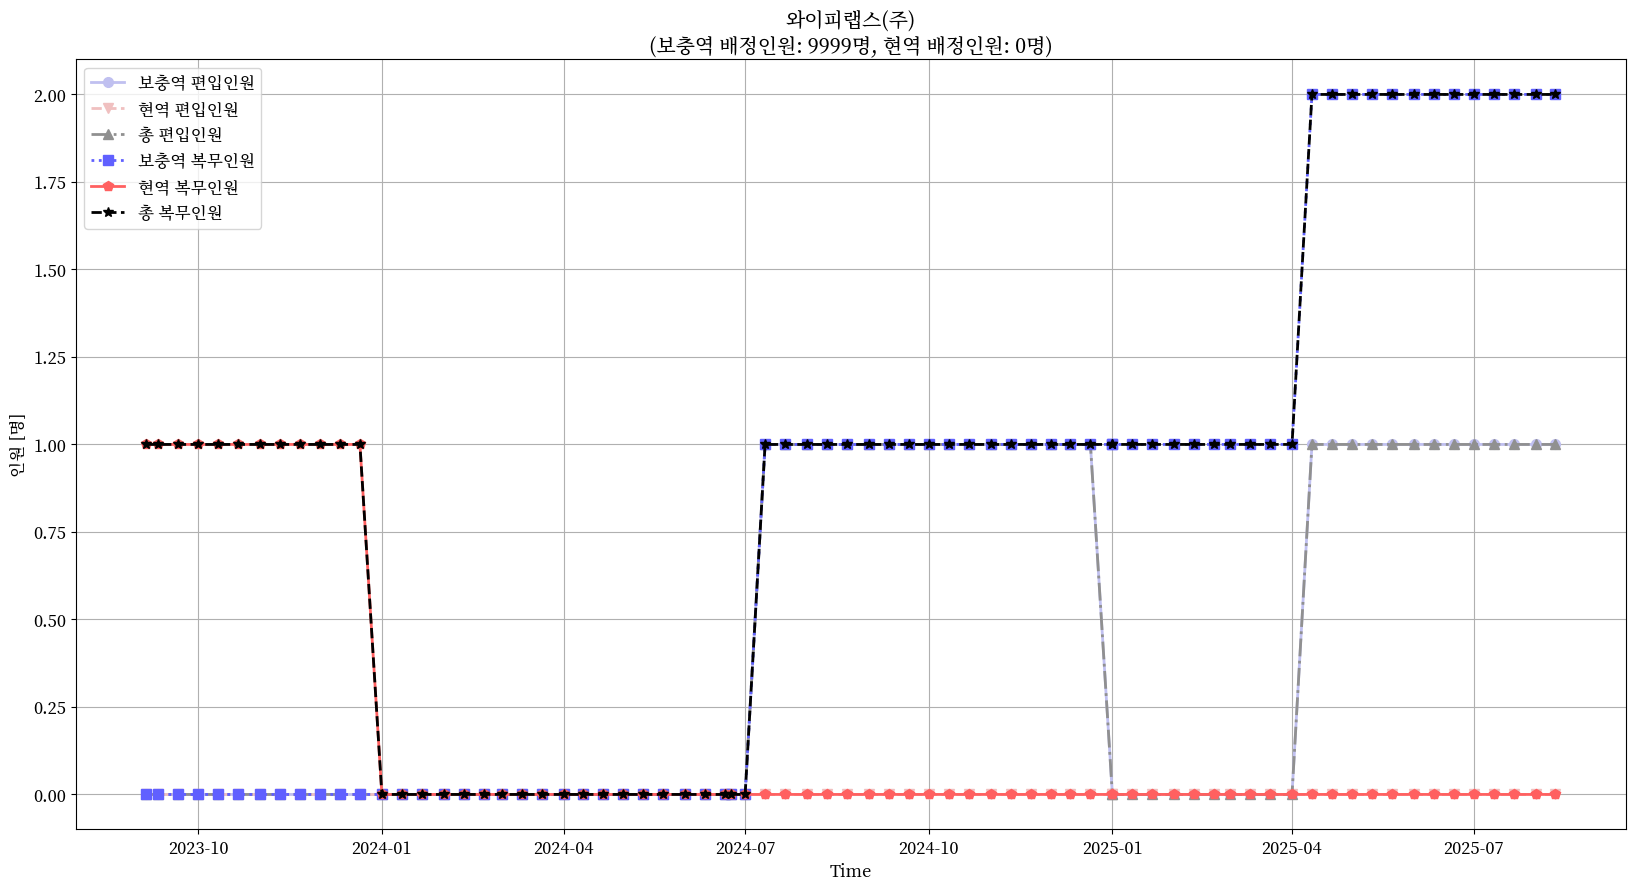 와이피랩스(주)
(보충역 배정인원: 9999명, 현역 배정인원: 0명)
보충역 편입인원
현역 편입인원
총 편입인원
보충역 복무인원
현역 복무인원
총 복무인원
2.00
1.75
1.50
1.25
1.00
0.75
0.50
0.25
0.00
인원 [명]
2023-10
2024-01
2024-04
2024-07
2024-10
2025-01
2025-04
2025-07
Time